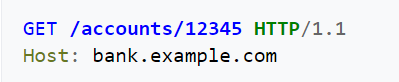 GET /accounts/12345 HTTP/1.1
Host: bank.example.com